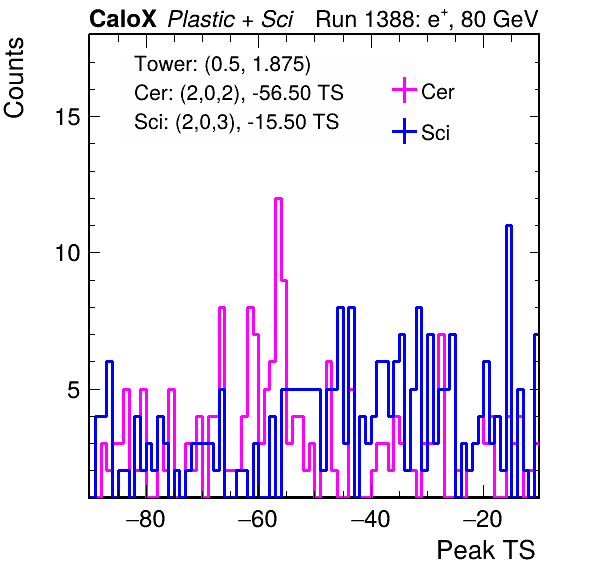 CaloX Plastic + Sci Run 1388: e+, 80 GeV
Counts
Tower: (0.5, 1.875)
Cer: (2,0,2), -56.50 TS
Sci: (2,0,3), -15.50 TS
Cer
Sci
15
10
5
−80 −60 −40 −20
Peak TS